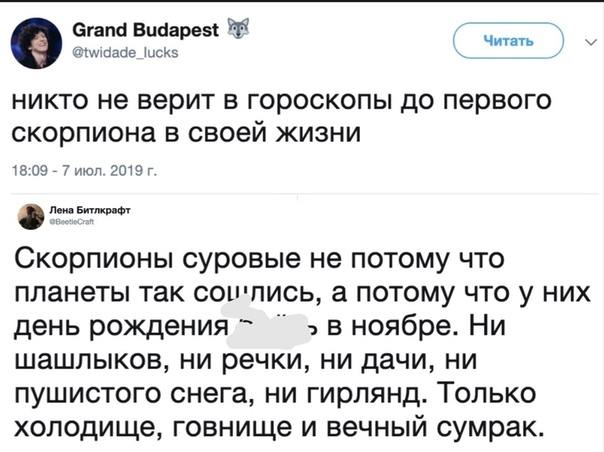 Grand Budapest 🐺
@twidade_lucks
Читать
никто не верит в гороскопы до первого
скорпиона в своей жизни
18:09 - 7 июл. 2019 г.
Лена Битлкрафт
@BeetleCraft
Скорпионы суровые не потому что
планеты так сошлись, а потому что у них
день рождения в ноябре. Ни
шашлыков, ни речки, ни дачи, ни
пушистого снега, ни гирлянд. Только
холодище, говнище и вечный сумрак.